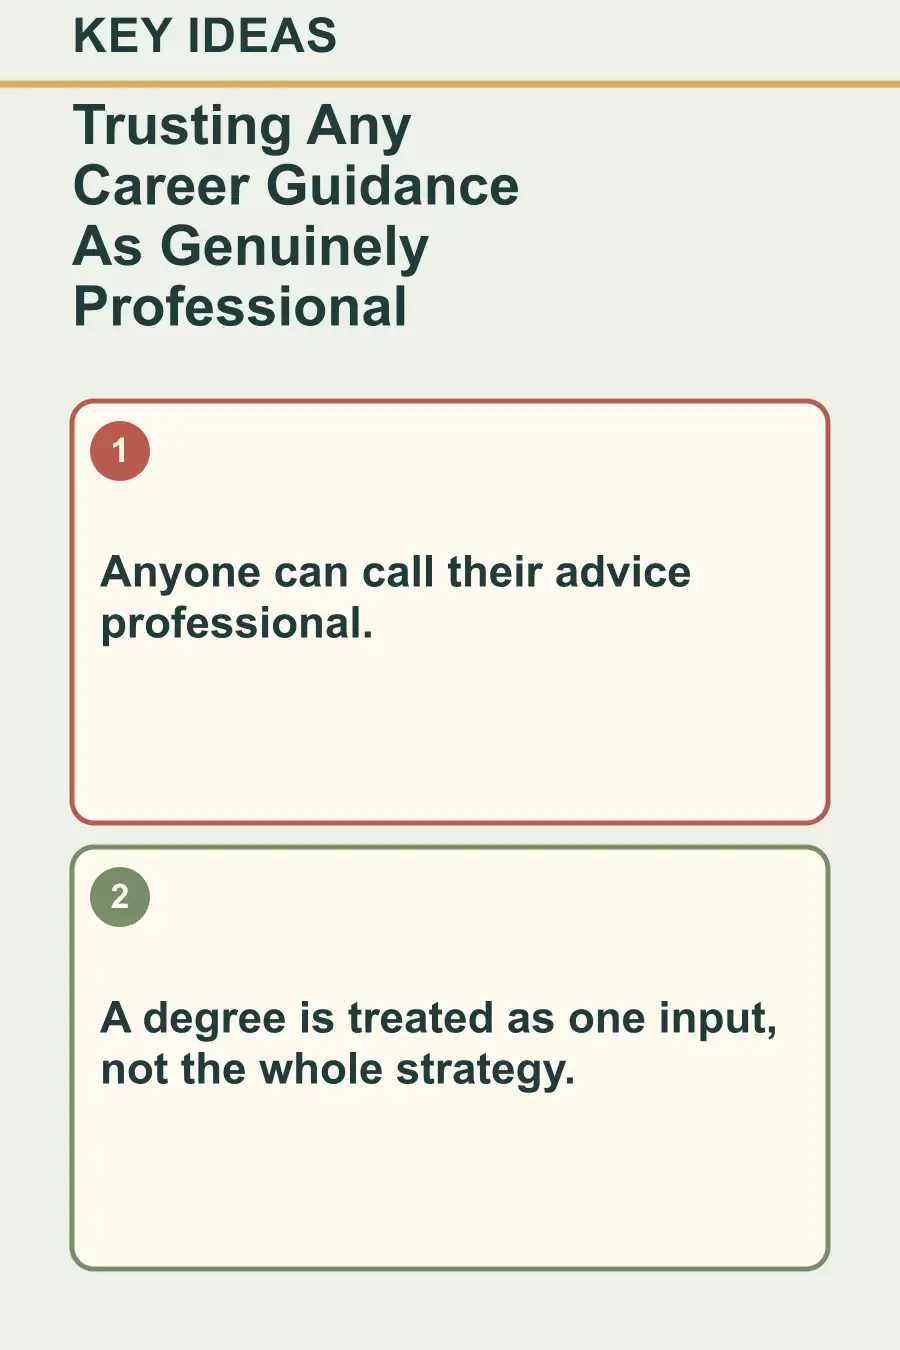 KEY IDEAS
Trusting Any
Career Guidance
As Genuinely
Professional
1
Anyone can call their advice
professional.
2
A degree is treated as one input,
not the whole strategy.